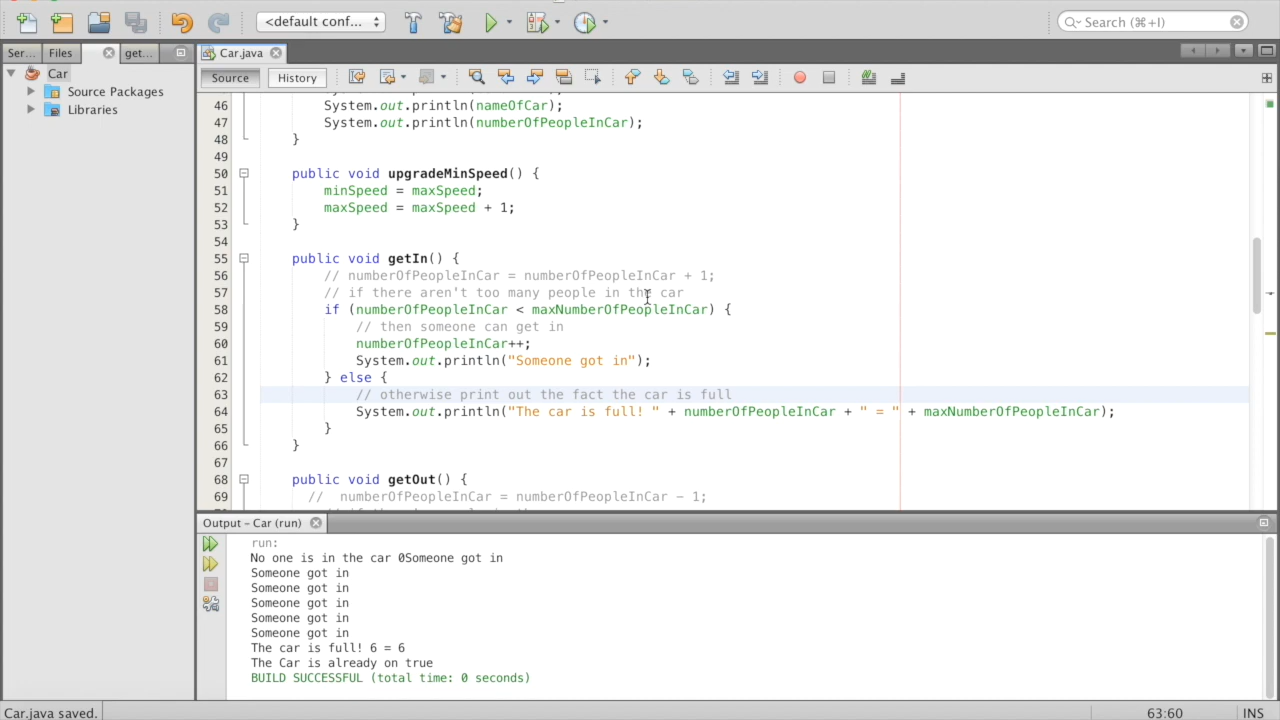 <default conf...
Search (⌘+I)
Ser...
Files
get...
Car.java
Car
Source Packages
Libraries
Source
History
46 System.out.println(nameOfCar);
47 System.out.println(numberOfPeopleInCar);
48 }
49
50 public void upgradeMinSpeed() {
51 minSpeed = maxSpeed;
52 maxSpeed = maxSpeed + 1;
53 }
54
55 public void getIn() {
56 // numberOfPeopleInCar = numberOfPeopleInCar + 1;
57 // if there aren't too many people in the car
58 if (numberOfPeopleInCar < maxNumberOfPeopleInCar) {
59 // then someone can get in
60 numberOfPeopleInCar++;
61 System.out.println("Someone got in");
62 } else {
63 // otherwise print out the fact the car is full
64 System.out.println("The car is full! " + numberOfPeopleInCar + " = " + maxNumberOfPeopleInCar);
65 }
66 }
67
68 public void getOut() {
69 // numberOfPeopleInCar = numberOfPeopleInCar - 1;
Output – Car (run)
run:
No one is in the car 0Someone got in
Someone got in
Someone got in
Someone got in
Someone got in
Someone got in
The car is full! 6 = 6
The Car is already on true
BUILD SUCCESSFUL (total time: 0 seconds)
Car.java saved.
63:60
INS